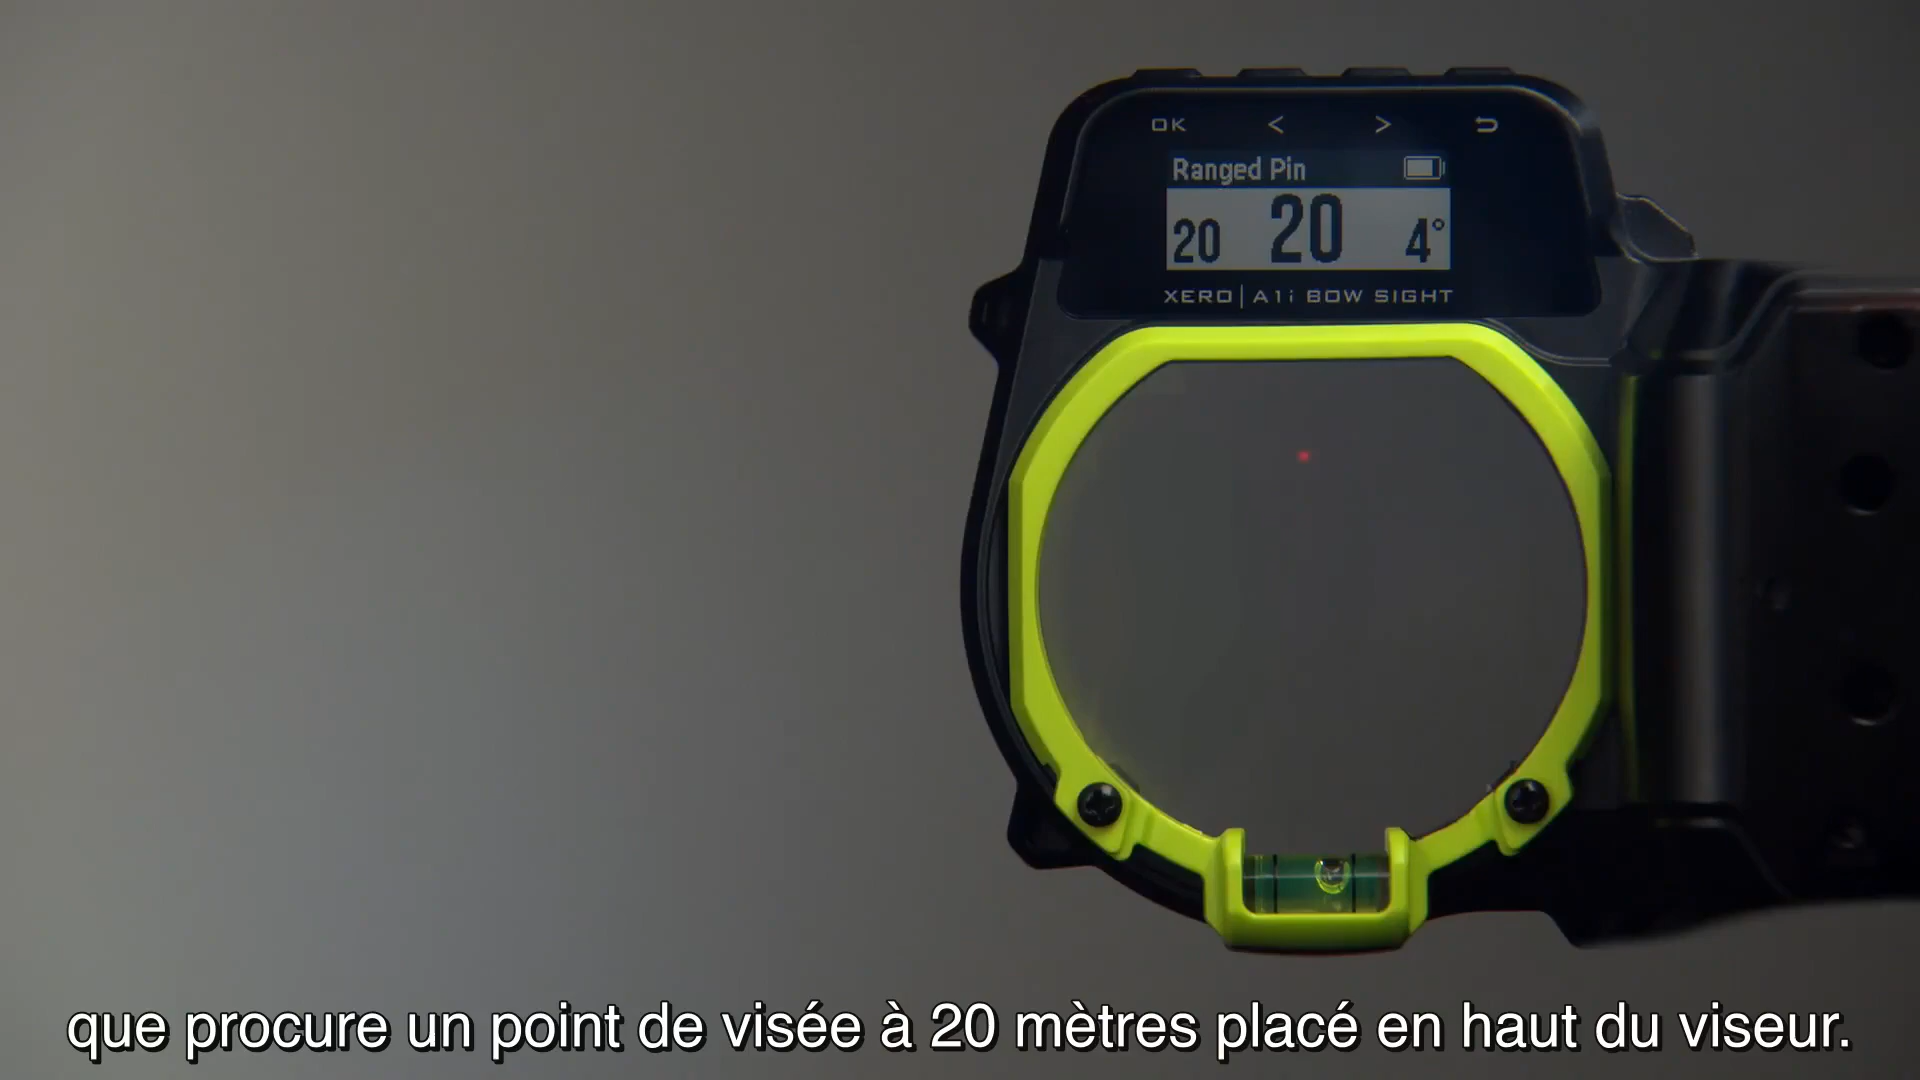 OK < >
Ranged Pin
20 20 4°
XERO | A1i BOW SIGHT
que procure un point de visée à 20 mètres placé en haut du viseur.